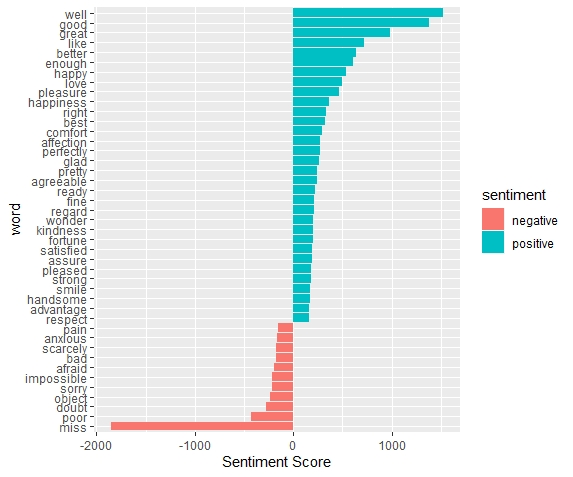 well
good
great
like
better
enough
happy
love
pleasure
happiness
right
best
comfort
affection
perfectly
glad
pretty
agreeable
ready
fine
regard
wonder
kindness
fortune
satisfied
assure
pleased
strong
smile
handsome
advantage
respect
pain
anxious
scarcely
bad
afraid
impossible
sorry
object
doubt
poor
miss
word
-2000 -1000 0 1000
Sentiment Score
sentiment
negative
positive